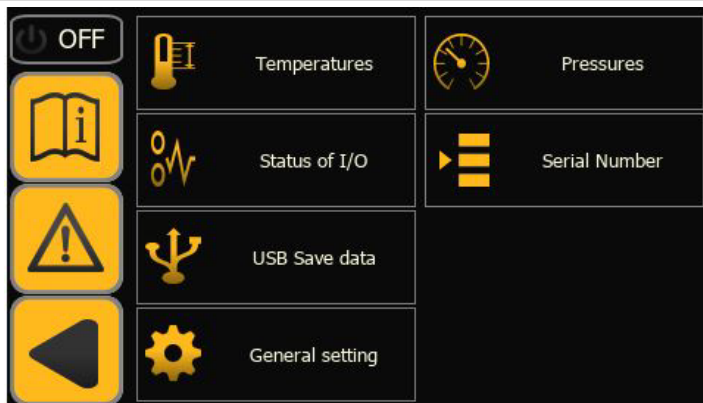 OFF
Temperatures
Pressures
i
Status of I/O
Serial Number
!
USB Save data
General setting